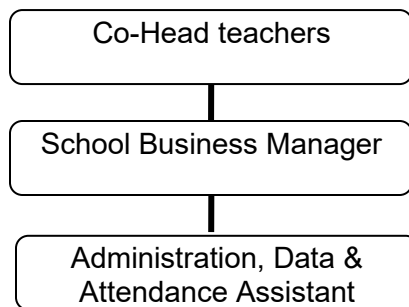 Co-Head teachers
School Business Manager
Administration, Data &
Attendance Assistant